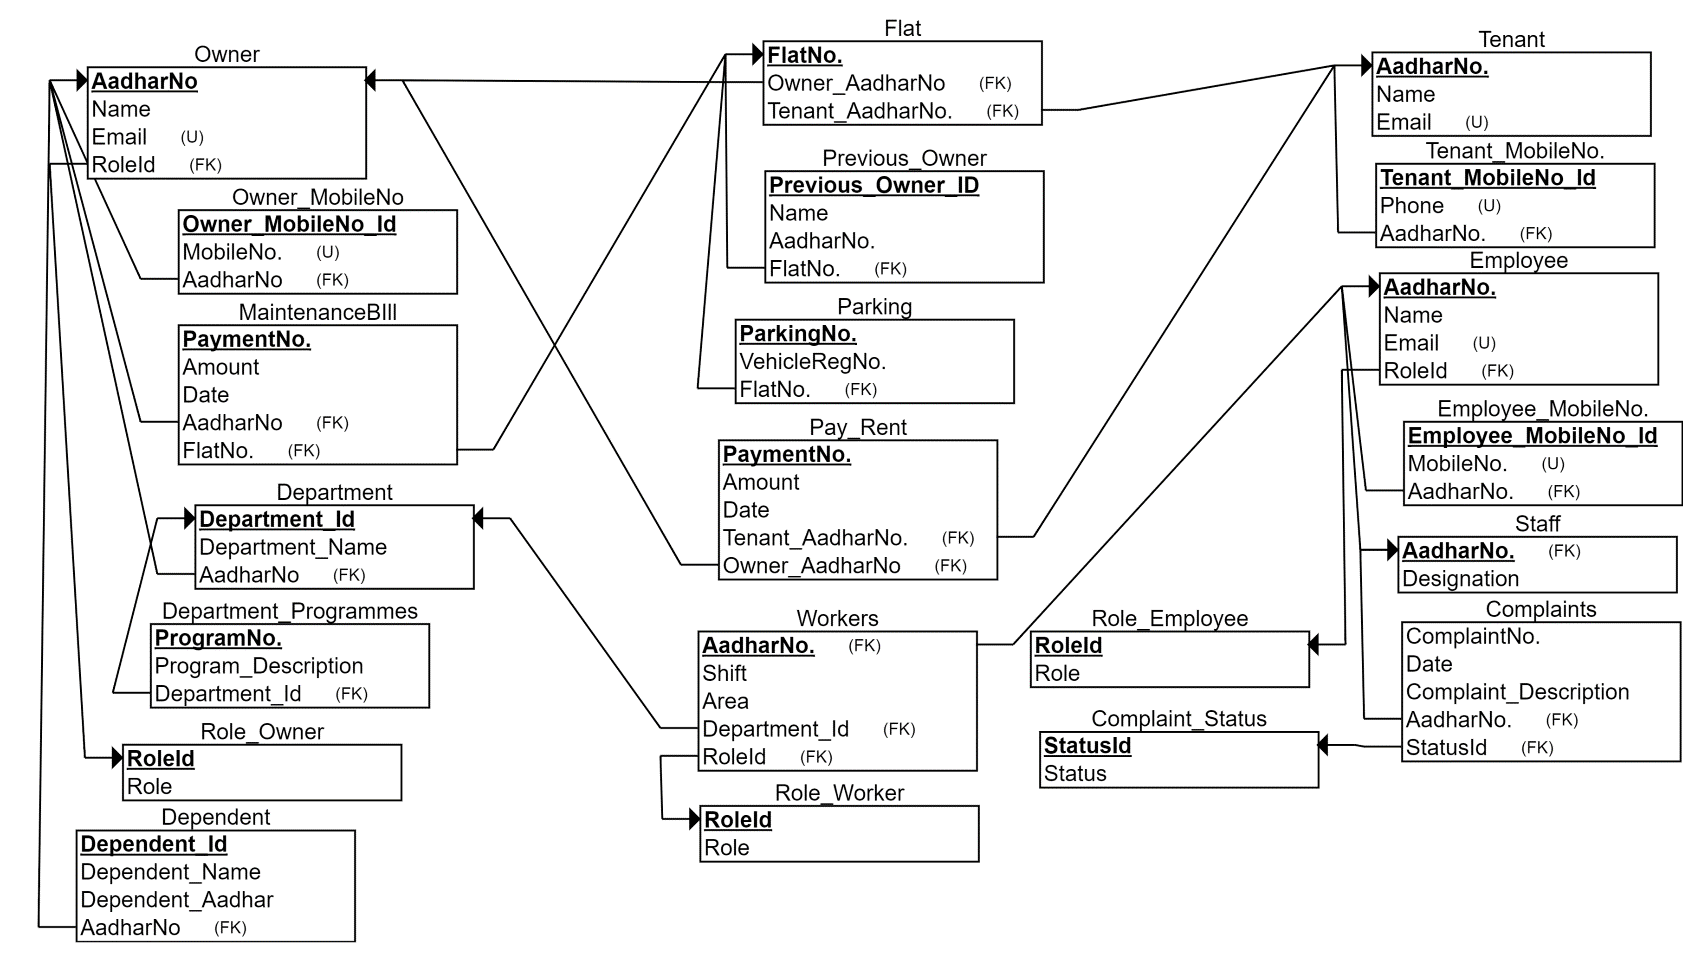 Owner
AadharNo
Name
Email (U)
RoleId (FK)
Owner_MobileNo
Owner_MobileNo_Id
MobileNo. (U)
AadharNo (FK)
MaintenanceBIll
PaymentNo.
Amount
Date
AadharNo (FK)
FlatNo. (FK)
Department
Department_Id
Department_Name
AadharNo (FK)
Department_Programmes
ProgramNo.
Program_Description
Department_Id (FK)
Role_Owner
RoleId
Role
Dependent
Dependent_Id
Dependent_Name
Dependent_Aadhar
AadharNo (FK)
Flat
FlatNo.
Owner_AadharNo (FK)
Tenant_AadharNo. (FK)
Previous_Owner
Previous_Owner_ID
Name
AadharNo.
FlatNo. (FK)
Parking
ParkingNo.
VehicleRegNo.
FlatNo. (FK)
Pay_Rent
PaymentNo.
Amount
Date
Tenant_AadharNo. (FK)
Owner_AadharNo (FK)
Workers
AadharNo. (FK)
Shift
Area
Department_Id (FK)
RoleId (FK)
Role_Worker
RoleId
Role
Role_Employee
RoleId
Role
Complaint_Status
StatusId
Status
Tenant
AadharNo.
Name
Email (U)
Tenant_MobileNo.
Tenant_MobileNo_Id
Phone (U)
AadharNo. (FK)
Employee
AadharNo.
Name
Email (U)
RoleId (FK)
Employee_MobileNo.
Employee_MobileNo_Id
MobileNo. (U)
AadharNo. (FK)
Staff
AadharNo. (FK)
Designation
Complaints
ComplaintNo.
Date
Complaint_Description
AadharNo. (FK)
StatusId (FK)